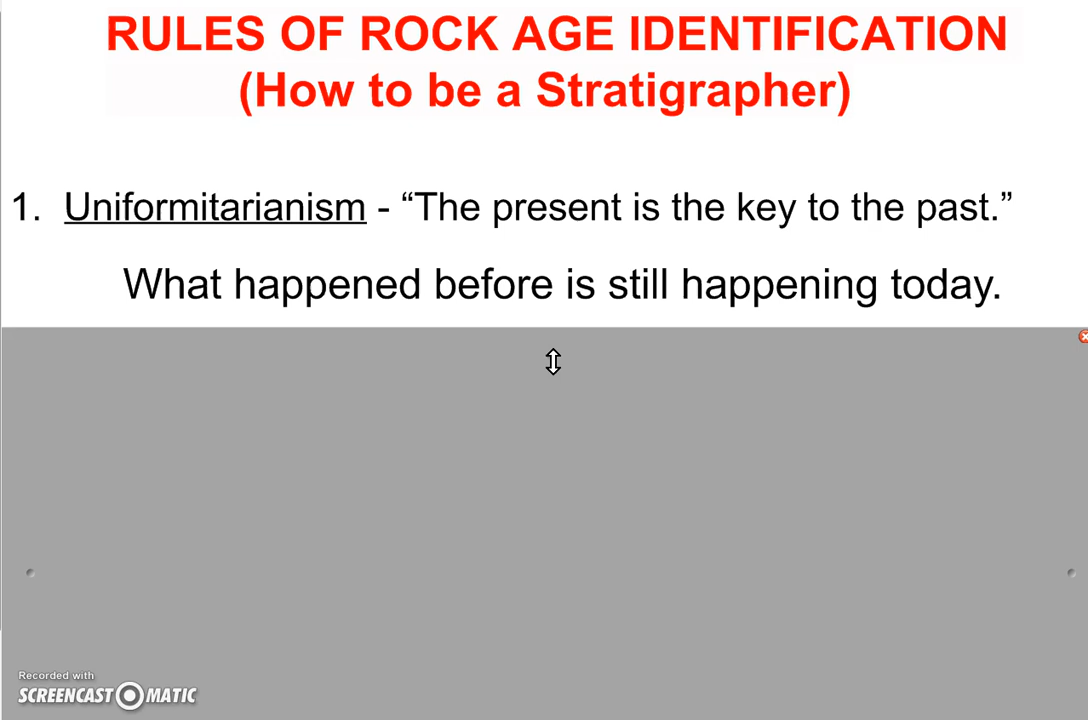 RULES OF ROCK AGE IDENTIFICATION
(How to be a Stratigrapher)
1. Uniformitarianism - “The present is the key to the past.”
What happened before is still happening today.
Recorded with
SCREENCAST MATIC